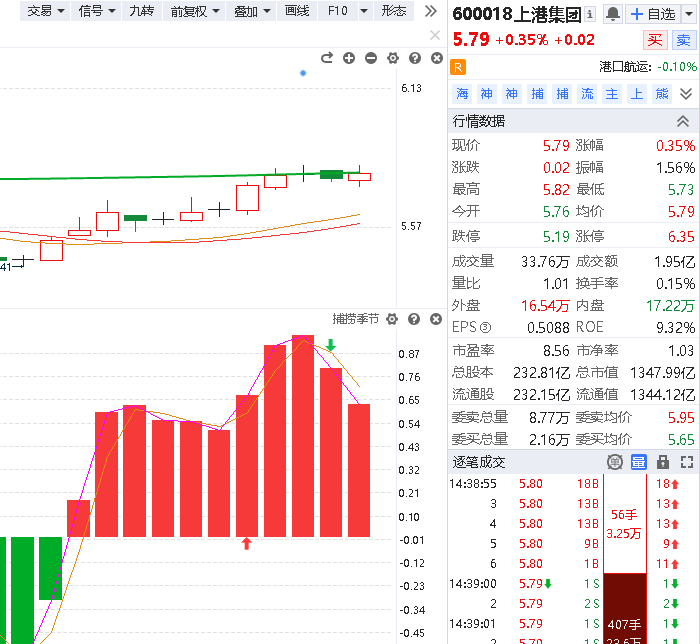 交易 信号 九转 前复权 叠加 画线 F10 形态
600018 上港集团
自选
5.79 +0.35% +0.02
买 卖
R 港口航运: -0.10%
海 神 神 捕 捕 流 主 上 熊
行情数据
现价 5.79 涨幅 0.35%
涨跌 0.02 振幅 1.56%
最高 5.82 最低 5.73
今开 5.76 均价 5.79
跌停 5.19 涨停 6.35
成交量 33.76万 成交额 1.95亿
量比 1.01 换手率 0.15%
外盘 16.54万 内盘 17.22万
EPS③ 0.5088 ROE 9.32%
市盈率 8.56 市净率 1.03
总股本 232.81亿 总市值 1347.99亿
流通股 232.15亿 流通值 1344.12亿
委卖总量 8.77万 委卖均价 5.95
委买总量 2.16万 委买均价 5.65
逐笔成交 单 量
14:38:55 5.80 18B
3 5.80 13B
4 5.80 13B
5 5.80 9B
6 5.80 1B
14:39:00 5.79 1S
2 5.79 2S
14:39:01 5.79 1S
2 5.79
56手
3.25万
407手
23.6万
18
13
13
9
11
1
2
1
6.13
5.57
41
捕捞季节
0.87
0.76
0.65
0.54
0.43
0.32
0.21
0.10
-0.01
-0.12
-0.23
-0.34
-0.45